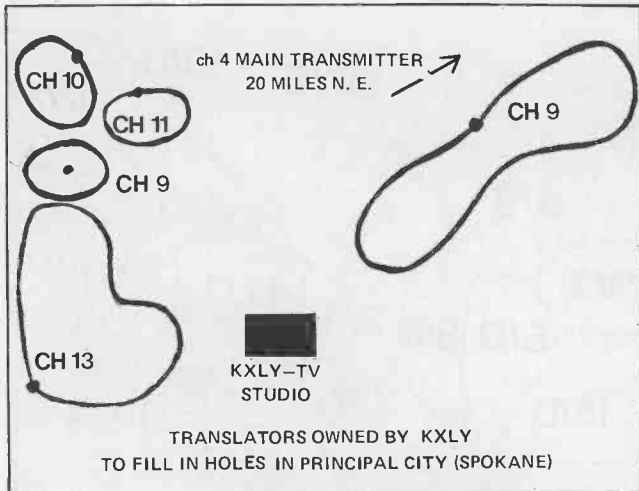 ch 4 MAIN TRANSMITTER
20 MILES N. E.
CH 10
CH 11
CH 9
CH 9
CH 13
KXLY-TV
STUDIO
TRANSLATORS OWNED BY KXLY
TO FILL IN HOLES IN PRINCIPAL CITY (SPOKANE)